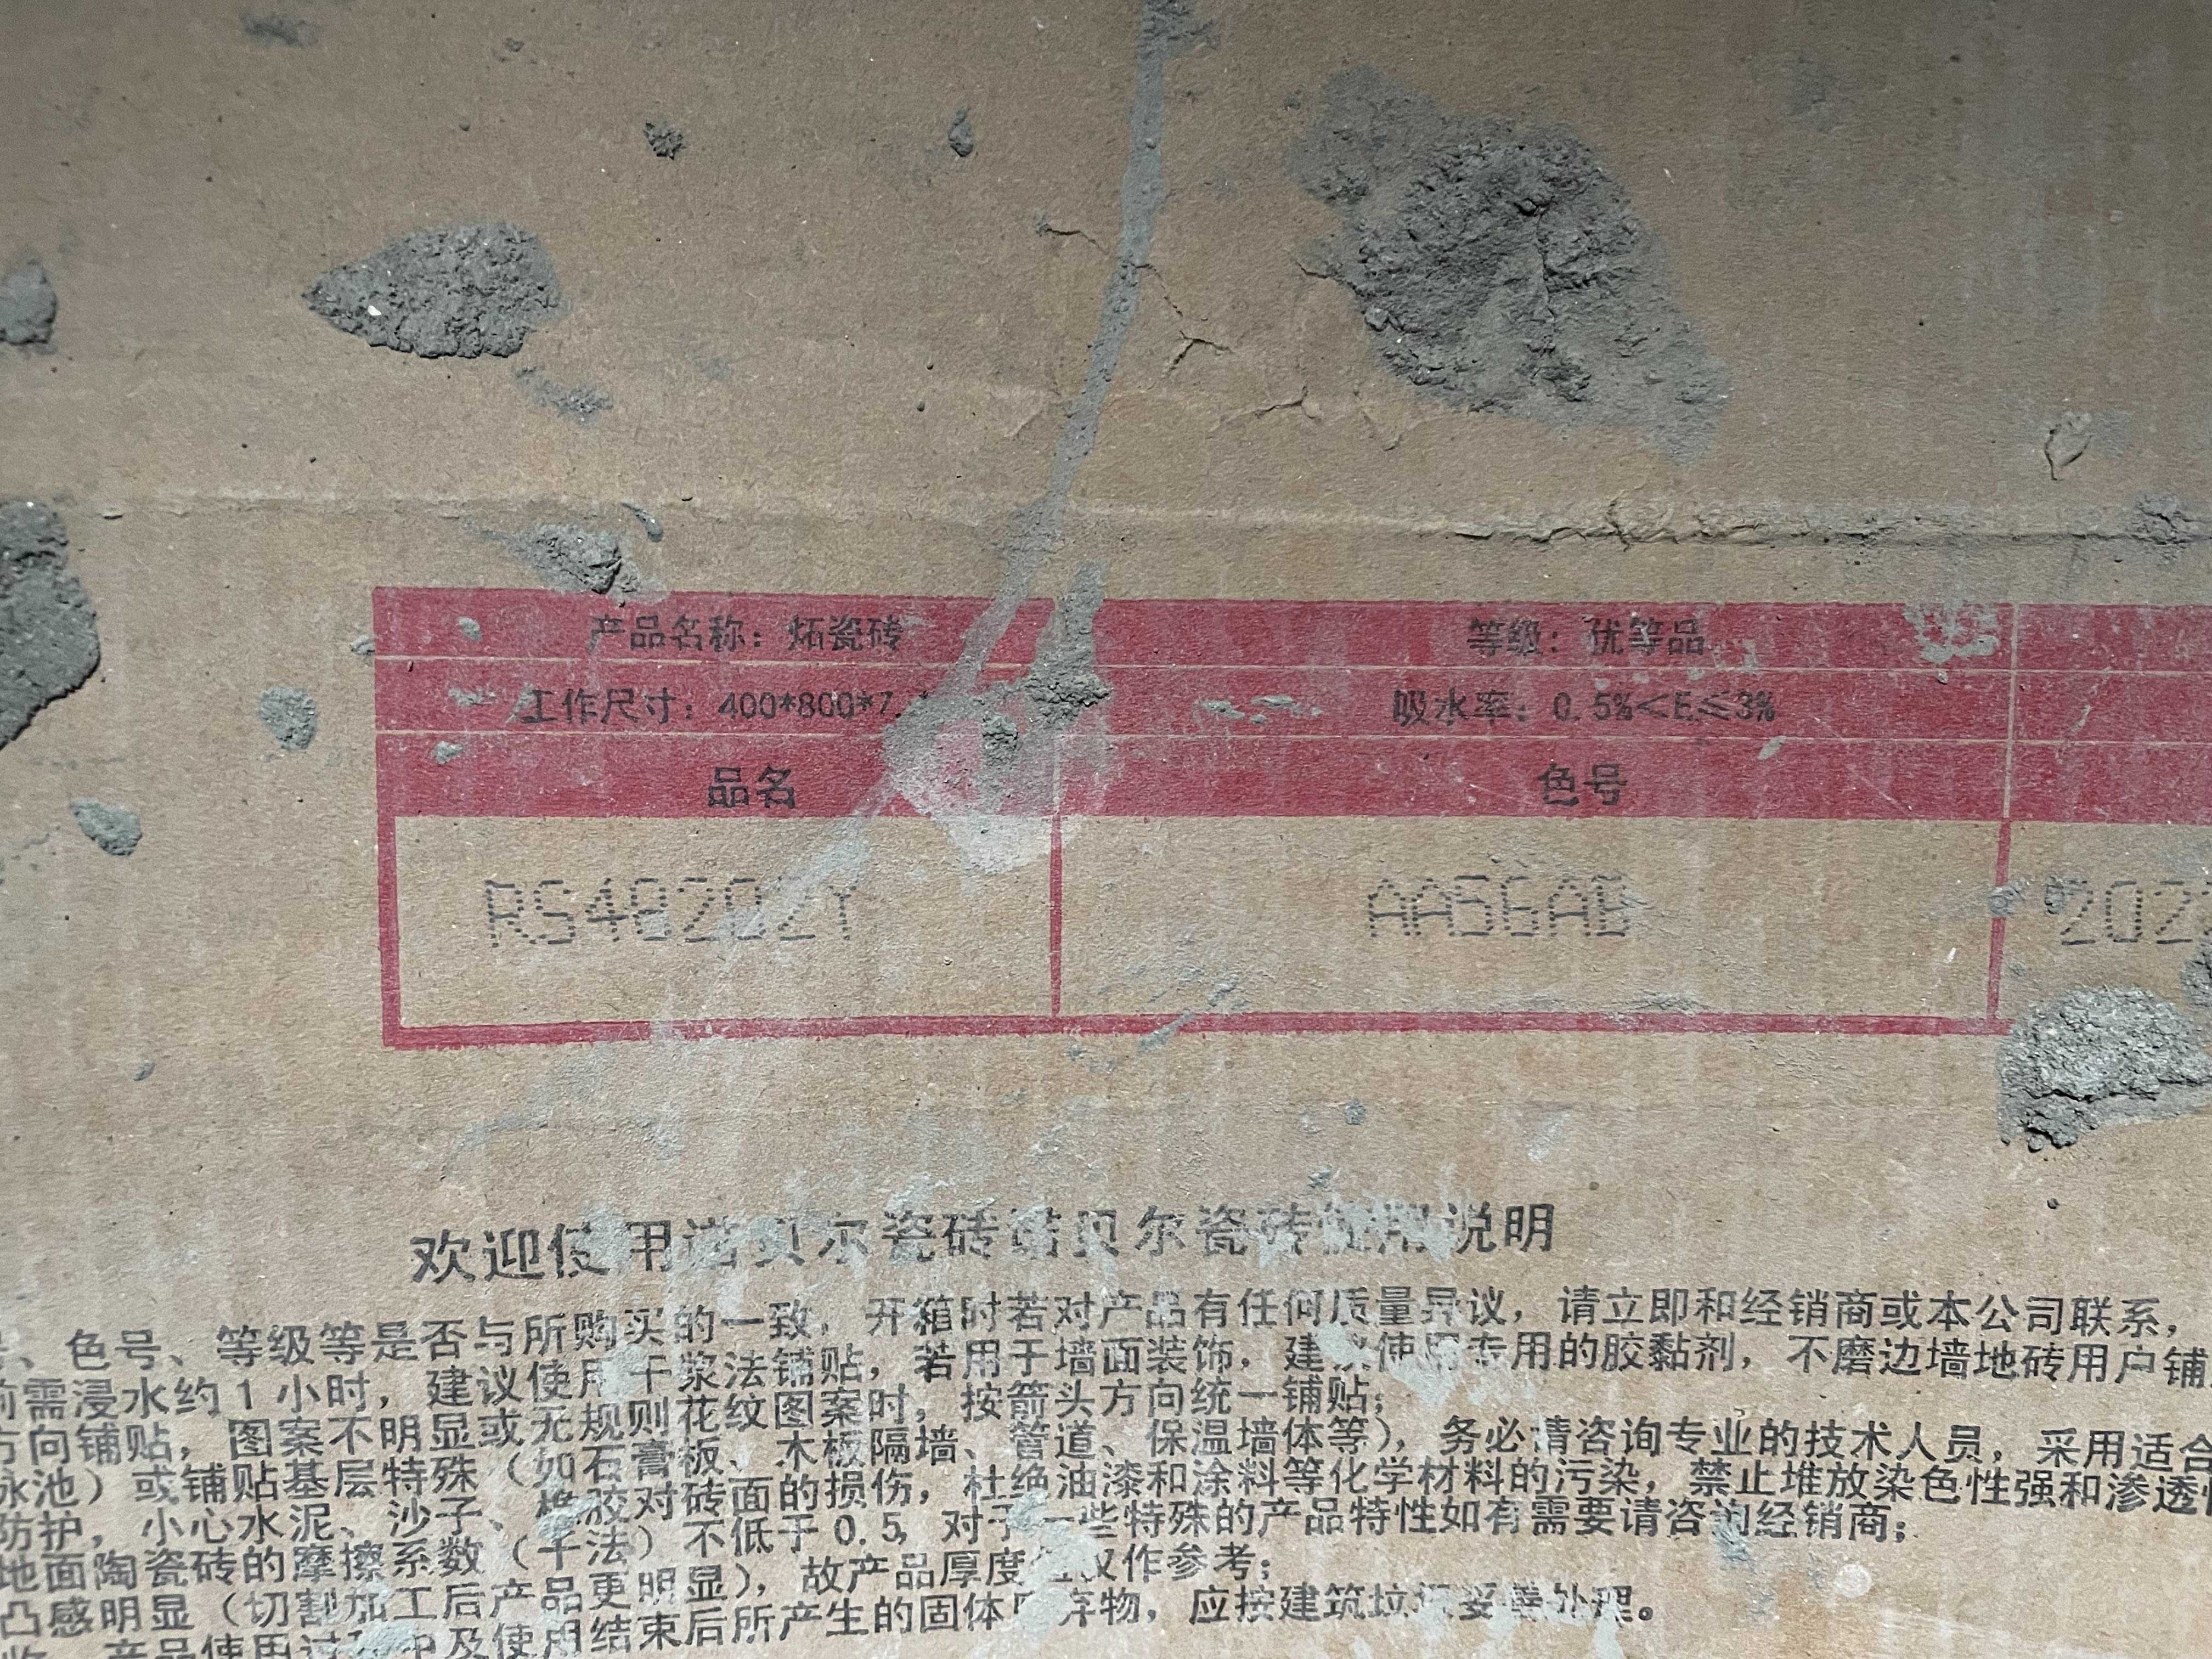 产品名称：炻瓷砖 等级：优等品
工作尺寸：400*800*7. 吸水率：0.5%＜E≤3%
品名 色号
RS48202Y AA56AB 202
欢迎使用诺贝尔瓷砖诺贝尔瓷砖使用说明
、色号、等级等是否与所购买的一致，开箱时若对产品有任何质量异议，请立即和经销商或本公司联系，
前需浸水约1小时，建议使用干浆法铺贴，若用于墙面装饰，建议使用专用的胶黏剂，不磨边墙地砖用户铺
方向铺贴，图案不明显或无规则花纹图案时，按箭头方向统一铺贴；
泳池）或铺贴基层特殊（如石膏板、木板隔墙、管道、保温墙体等），务必请咨询专业的技术人员，采用适合
防护，小心水泥、沙子、橡胶对砖面的损伤，杜绝油漆和涂料等化学材料的污染，禁止堆放染色性强和渗透
地面陶瓷砖的摩擦系数（干法）不低于0.5，对于一些特殊的产品特性如有需要请咨询经销商；
凸感明显（切割加工后产品更明显），故产品厚度仅作参考；
产品使用过程中及使用结束后所产生的固体废弃物，应按建筑垃圾妥善处理。